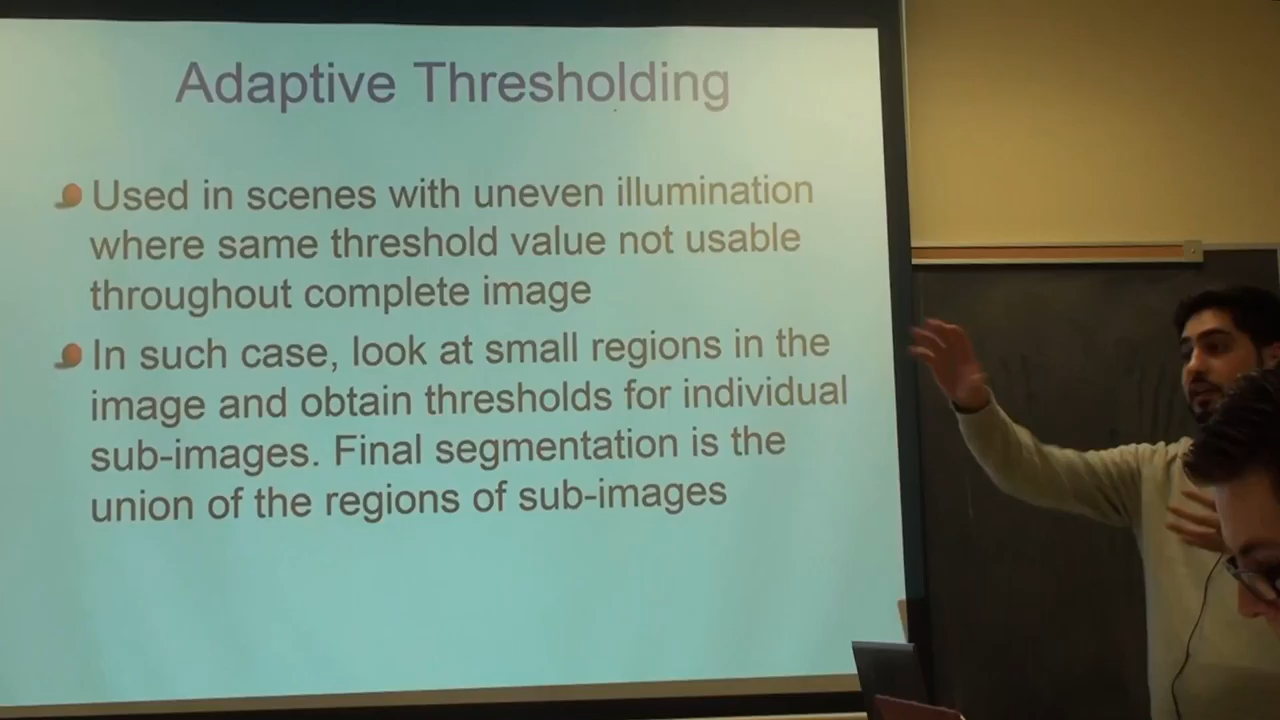 Adaptive Thresholding
Used in scenes with uneven illumination
where same threshold value not usable
throughout complete image
In such case, look at small regions in the
image and obtain thresholds for individual
sub-images. Final segmentation is the
union of the regions of sub-images